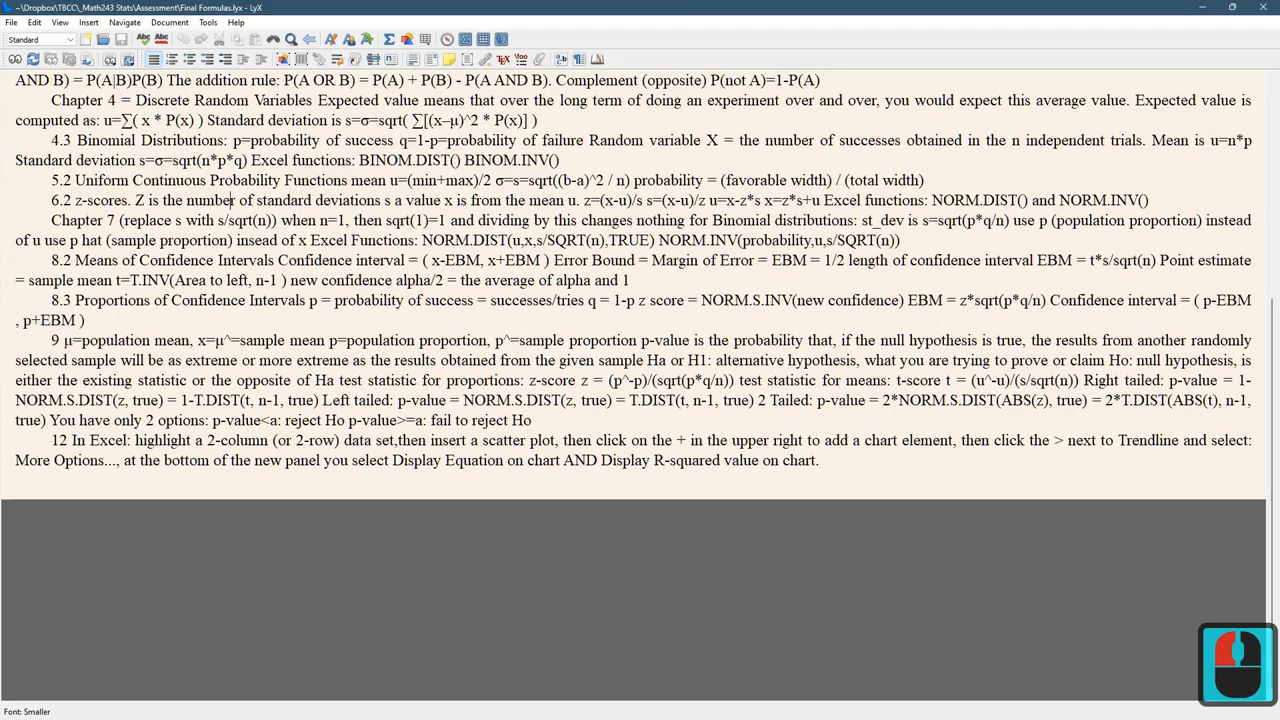 ~\Dropbox\TBCC\_Math243 Stats\Assessment\Final Formulas.lyx - LyX
File Edit View Insert Navigate Document Tools Help
Standard
AND B) = P(A|B)P(B) The addition rule: P(A OR B) = P(A) + P(B) - P(A AND B). Complement (opposite) P(not A)=1-P(A)
Chapter 4 = Discrete Random Variables Expected value means that over the long term of doing an experiment over and over, you would expect this average value. Expected value is
computed as: u=∑( x * P(x) ) Standard deviation is s=σ=sqrt( ∑[(x–μ)^2 * P(x)] )
4.3 Binomial Distributions: p=probability of success q=1-p=probability of failure Random variable X = the number of successes obtained in the n independent trials. Mean is u=n*p
Standard deviation s=σ=sqrt(n*p*q) Excel functions: BINOM.DIST() BINOM.INV()
5.2 Uniform Continuous Probability Functions mean u=(min+max)/2 σ=s=sqrt((b-a)^2 / n) probability = (favorable width) / (total width)
6.2 z-scores. Z is the number of standard deviations s a value x is from the mean u. z=(x-u)/s s=(x-u)/z u=x-z*s x=z*s+u Excel functions: NORM.DIST() and NORM.INV()
Chapter 7 (replace s with s/sqrt(n)) when n=1, then sqrt(1)=1 and dividing by this changes nothing for Binomial distributions: st_dev is s=sqrt(p*q/n) use p (population proportion) instead
of u use p hat (sample proportion) insead of x Excel Functions: NORM.DIST(u,x,s/SQRT(n),TRUE) NORM.INV(probability,u,s/SQRT(n))
8.2 Means of Confidence Intervals Confidence interval = ( x-EBM, x+EBM ) Error Bound = Margin of Error = EBM = 1/2 length of confidence interval EBM = t*s/sqrt(n) Point estimate
= sample mean t=T.INV(Area to left, n-1 ) new confidence alpha/2 = the average of alpha and 1
8.3 Proportions of Confidence Intervals p = probability of success = successes/tries q = 1-p z score = NORM.S.INV(new confidence) EBM = z*sqrt(p*q/n) Confidence interval = ( p-EBM
, p+EBM )
9 μ=population mean, x=μ^=sample mean p=population proportion, p^=sample proportion p-value is the probability that, if the null hypothesis is true, the results from another randomly
selected sample will be as extreme or more extreme as the results obtained from the given sample Ha or H1: alternative hypothesis, what you are trying to prove or claim Ho: null hypothesis, is
either the existing statistic or the opposite of Ha test statistic for proportions: z-score z = (p^-p)/(sqrt(p*q/n)) test statistic for means: t-score t = (u^-u)/(s/sqrt(n)) Right tailed: p-value = 1-
NORM.S.DIST(z, true) = 1-T.DIST(t, n-1, true) Left tailed: p-value = NORM.S.DIST(z, true) = T.DIST(t, n-1, true) 2 Tailed: p-value = 2*NORM.S.DIST(ABS(z), true) = 2*T.DIST(ABS(t), n-1,
true) You have only 2 options: p-value<a: reject Ho p-value>=a: fail to reject Ho
12 In Excel: highlight a 2-column (or 2-row) data set,then insert a scatter plot, then click on the + in the upper right to add a chart element, then click the > next to Trendline and select:
More Options..., at the bottom of the new panel you select Display Equation on chart AND Display R-squared value on chart.
Font: Smaller